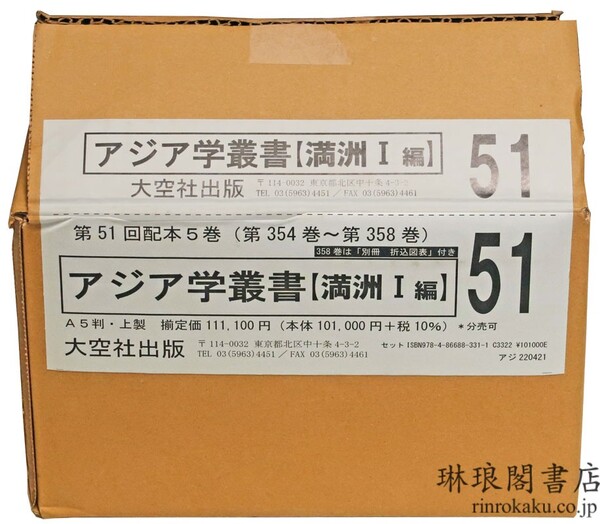 アジア学叢書【満洲Ⅰ編】 51
大空社出版 〒114-0032 東京都北区中十条4-3-2
TEL 03(5963)4451／FAX 03(5963)4461
第51回配本5巻（第354巻～第358巻）
358巻は「別冊 折込図表」付き
アジア学叢書【満洲Ⅰ編】 51
A5判・上製 揃定価111,100円（本体101,000円＋税10%） ＊分売可
大空社出版 〒114-0032 東京都北区中十条4-3-2 セットISBN978-4-86688-331-1 C3322 ¥101000E
TEL 03(5963)4451／FAX 03(5963)4461 アジ 220421
琳琅閣書店
rinrokaku.co.jp